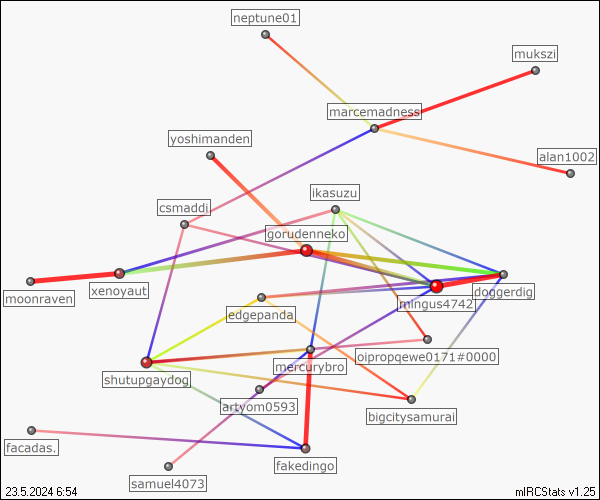 neptune01
mukszi
marcemadness
yoshimanden
alan1002
ikasuzu
csmaddi
gorudenneko
moonraven
xenoyaut
mingus4742
doggerdig
edgepanda
oipropqewe0171#0000
mercurybro
shutupgaydog
artyom0593
bigcitysamurai
facadas.
fakedingo
samuel4073
23.5.2024 6:54
mIRCStats v1.25